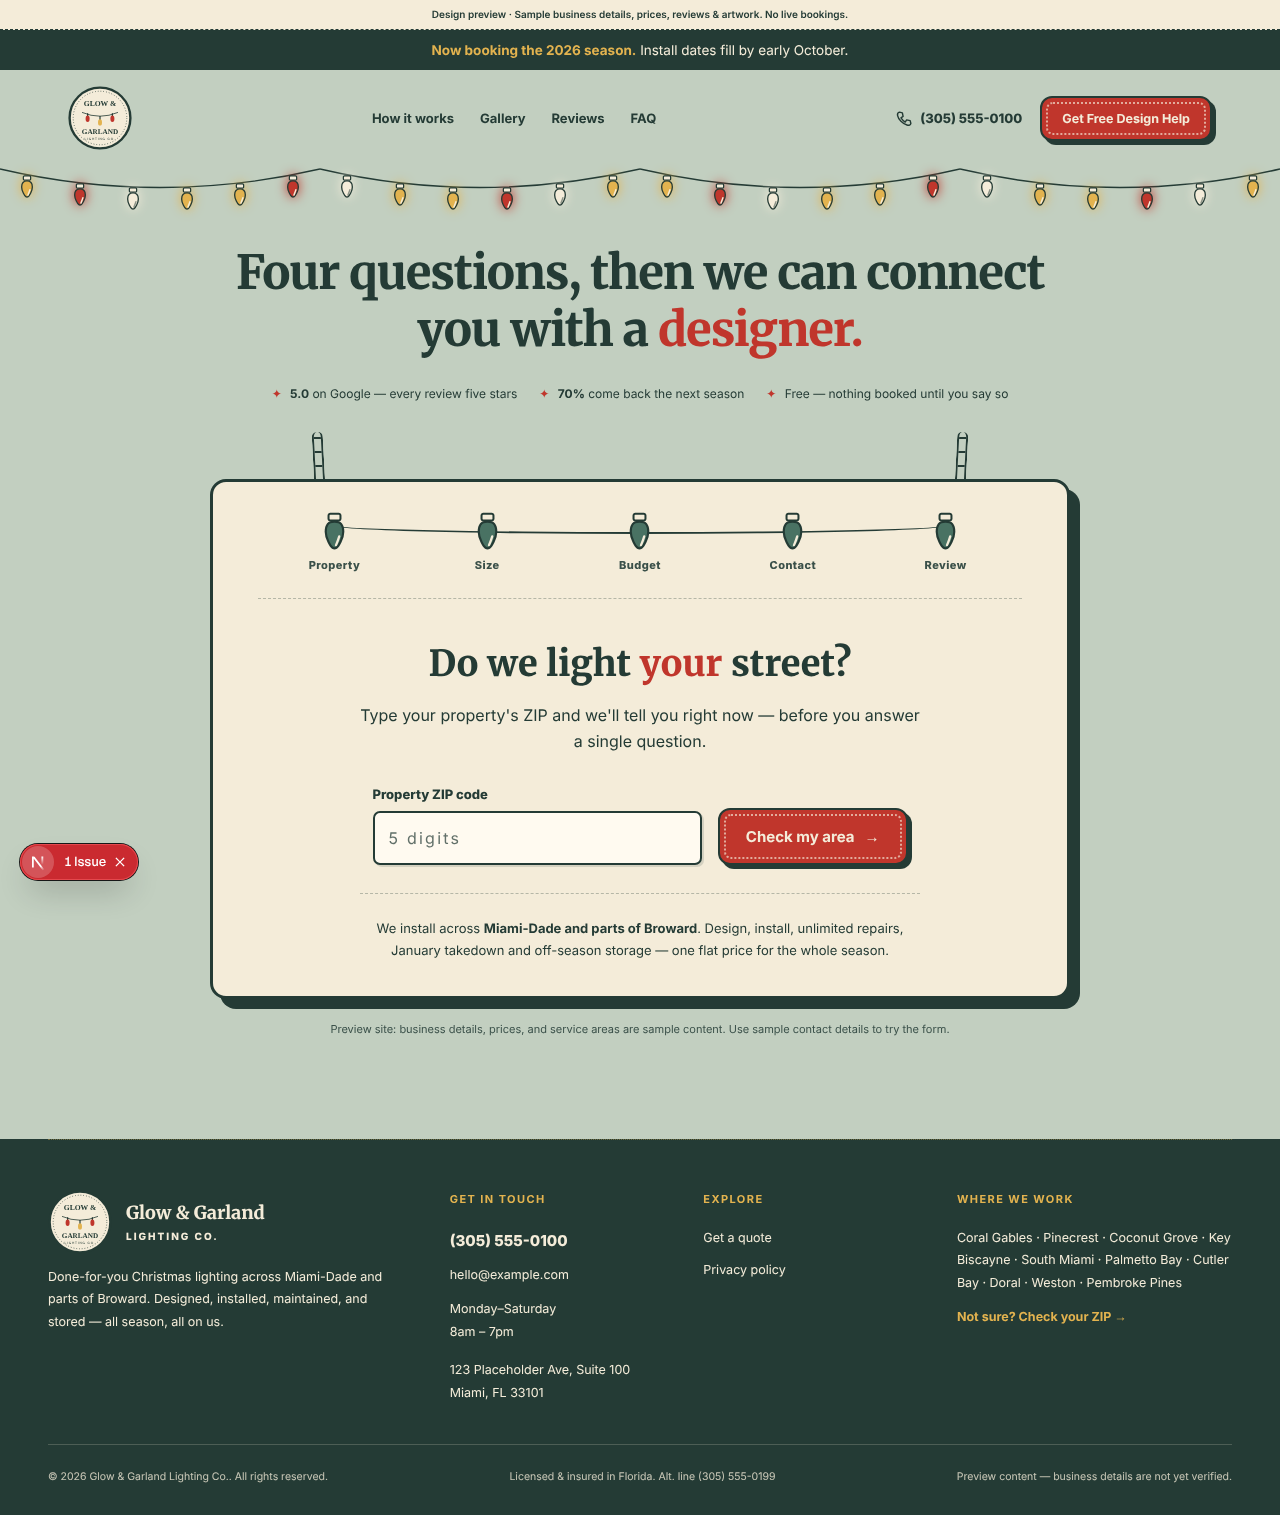 Design preview · Sample business details, prices, reviews & artwork. No live bookings.
Now booking the 2026 season. Install dates fill by early October.
GLOW &
GARLAND
LIGHTING CO.
How it works
Gallery
Reviews
FAQ
(305) 555-0100
Get Free Design Help
Four questions, then we can connect
you with a designer.
✦ 5.0 on Google — every review five stars
✦ 70% come back the next season
✦ Free — nothing booked until you say so
Property
Size
Budget
Contact
Review
Do we light your street?
Type your property's ZIP and we'll tell you right now — before you answer
a single question.
Property ZIP code
5 digits
Check my area →
N 1 Issue ×
We install across Miami-Dade and parts of Broward. Design, install, unlimited repairs,
January takedown and off-season storage — one flat price for the whole season.
Preview site: business details, prices, and service areas are sample content. Use sample contact details to try the form.
GLOW &
GARLAND
LIGHTING CO.
Glow & Garland
LIGHTING CO.
Done-for-you Christmas lighting across Miami-Dade and
parts of Broward. Designed, installed, maintained, and
stored — all season, all on us.
GET IN TOUCH
(305) 555-0100
hello@example.com
Monday–Saturday
8am – 7pm
123 Placeholder Ave, Suite 100
Miami, FL 33101
EXPLORE
Get a quote
Privacy policy
WHERE WE WORK
Coral Gables · Pinecrest · Coconut Grove · Key
Biscayne · South Miami · Palmetto Bay · Cutler
Bay · Doral · Weston · Pembroke Pines
Not sure? Check your ZIP →
© 2026 Glow & Garland Lighting Co.. All rights reserved.
Licensed & insured in Florida. Alt. line (305) 555-0199
Preview content — business details are not yet verified.